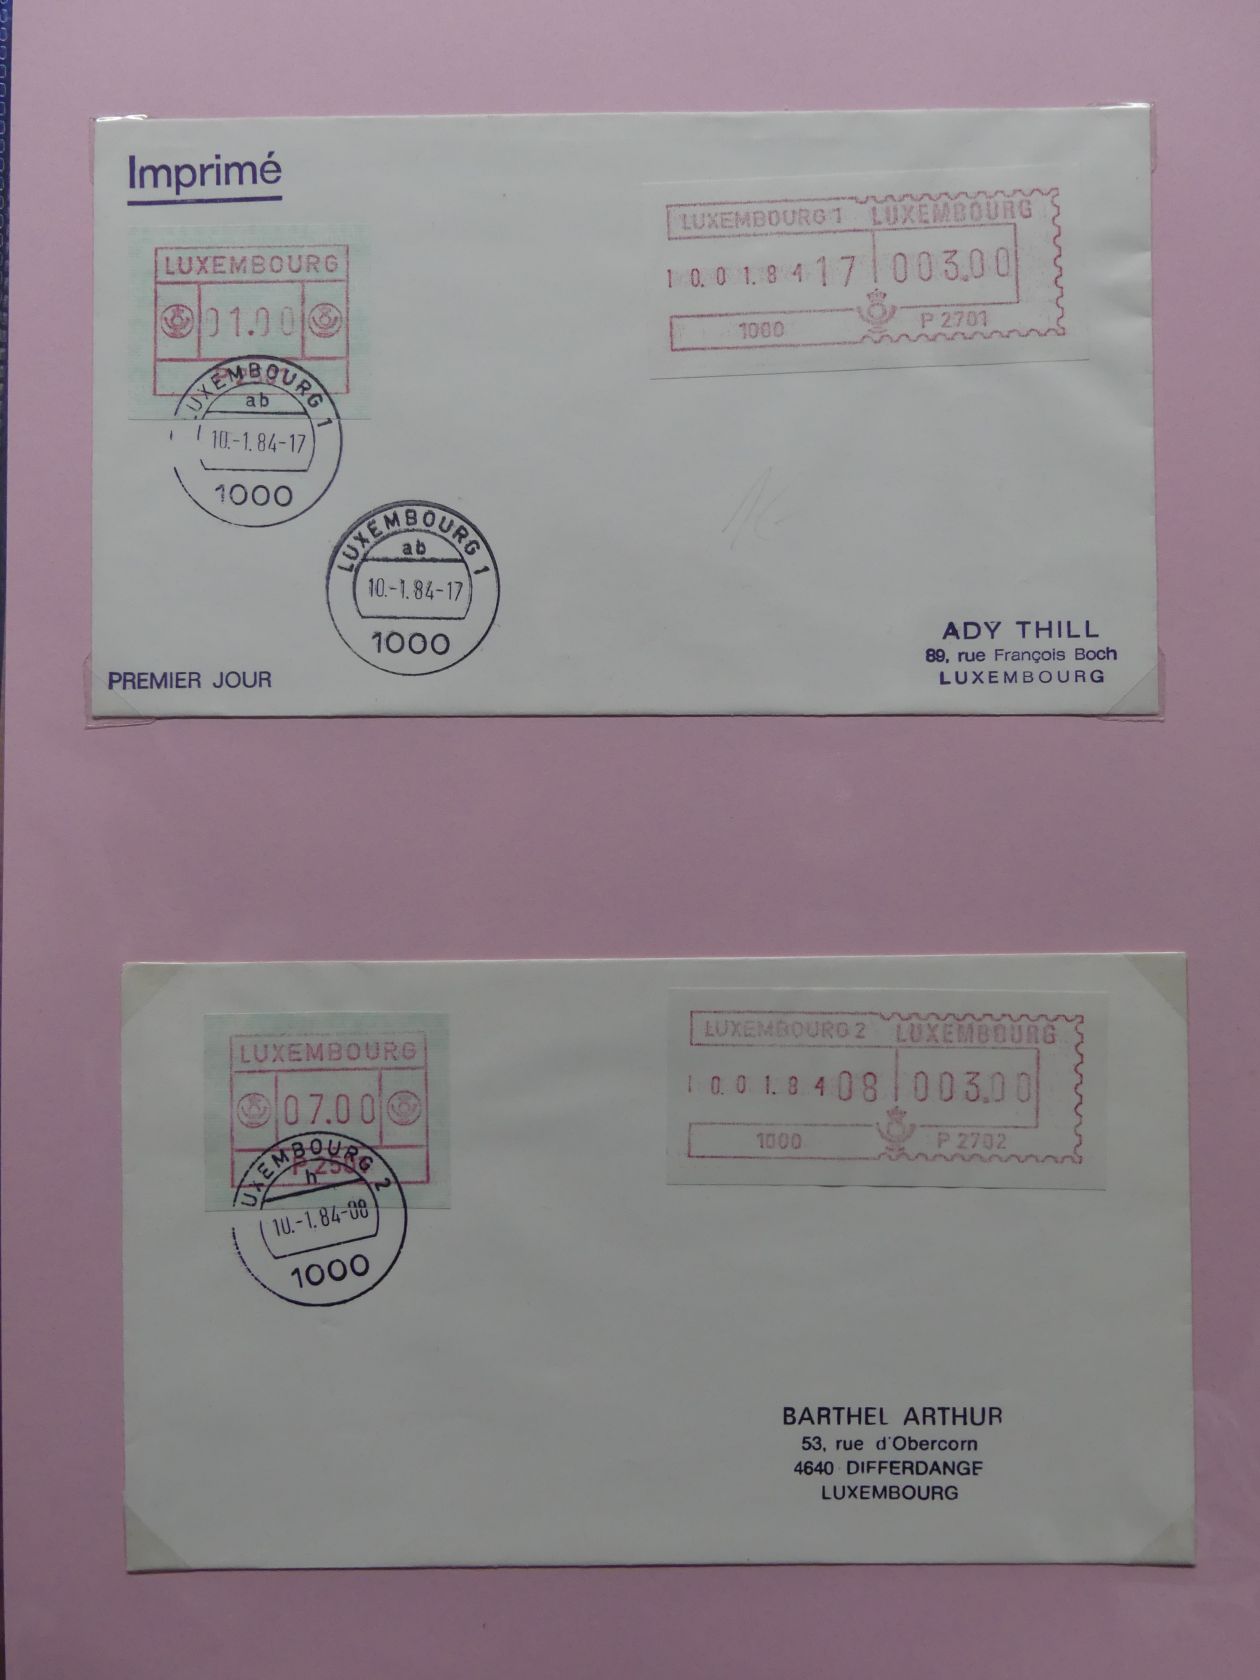 Imprimé
LUXEMBOURG
01.00
LUXEMBOURG 1
ab
10.-1.84-17
1000
LUXEMBOURG 1
ab
10.-1.84-17
1000
PREMIER JOUR
LUXEMBOURG 1 LUXEMBOURG
10.01.84 17 003.00
1000 P 2701
ADY THILL
89, rue François Boch
LUXEMBOURG
LUXEMBOURG
07.00
LUXEMBOURG 2
h
10.-1.84-08
1000
LUXEMBOURG 2 LUXEMBOURG
10.01.84 08 003.00
1000 P 2702
BARTHEL ARTHUR
53, rue d'Obercorn
4640 DIFFERDANGE
LUXEMBOURG